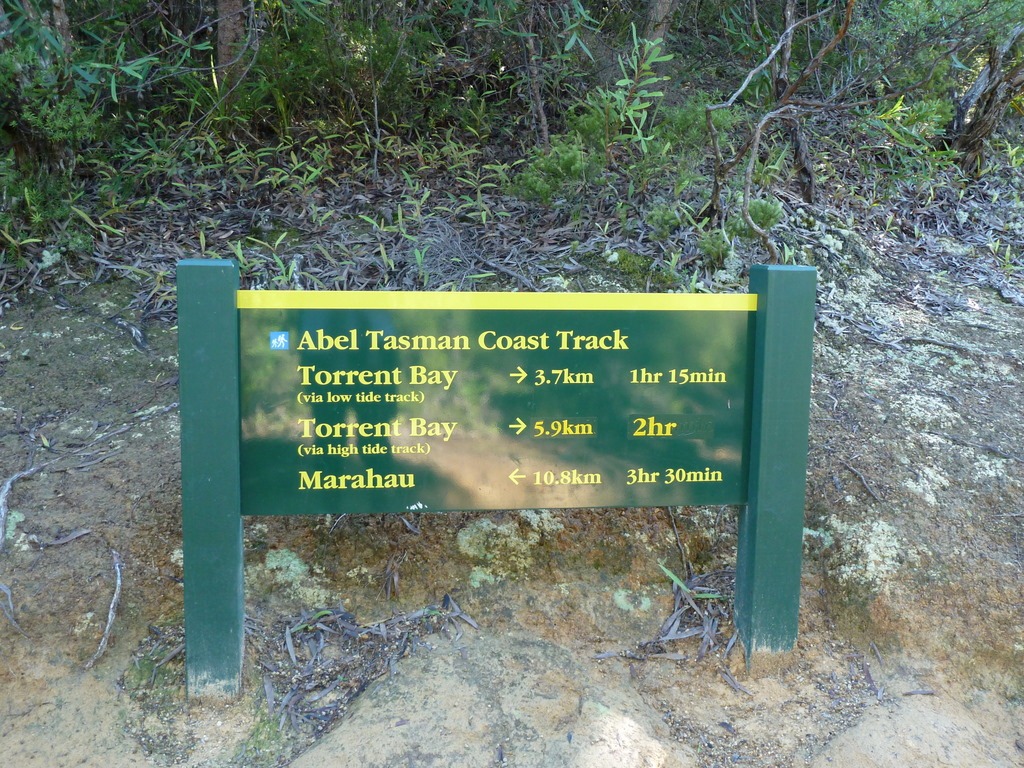 Abel Tasman Coast Track
Torrent Bay → 3.7km 1hr 15min
(via low tide track)
Torrent Bay → 5.9km 2hr
(via high tide track)
Marahau ← 10.8km 3hr 30min